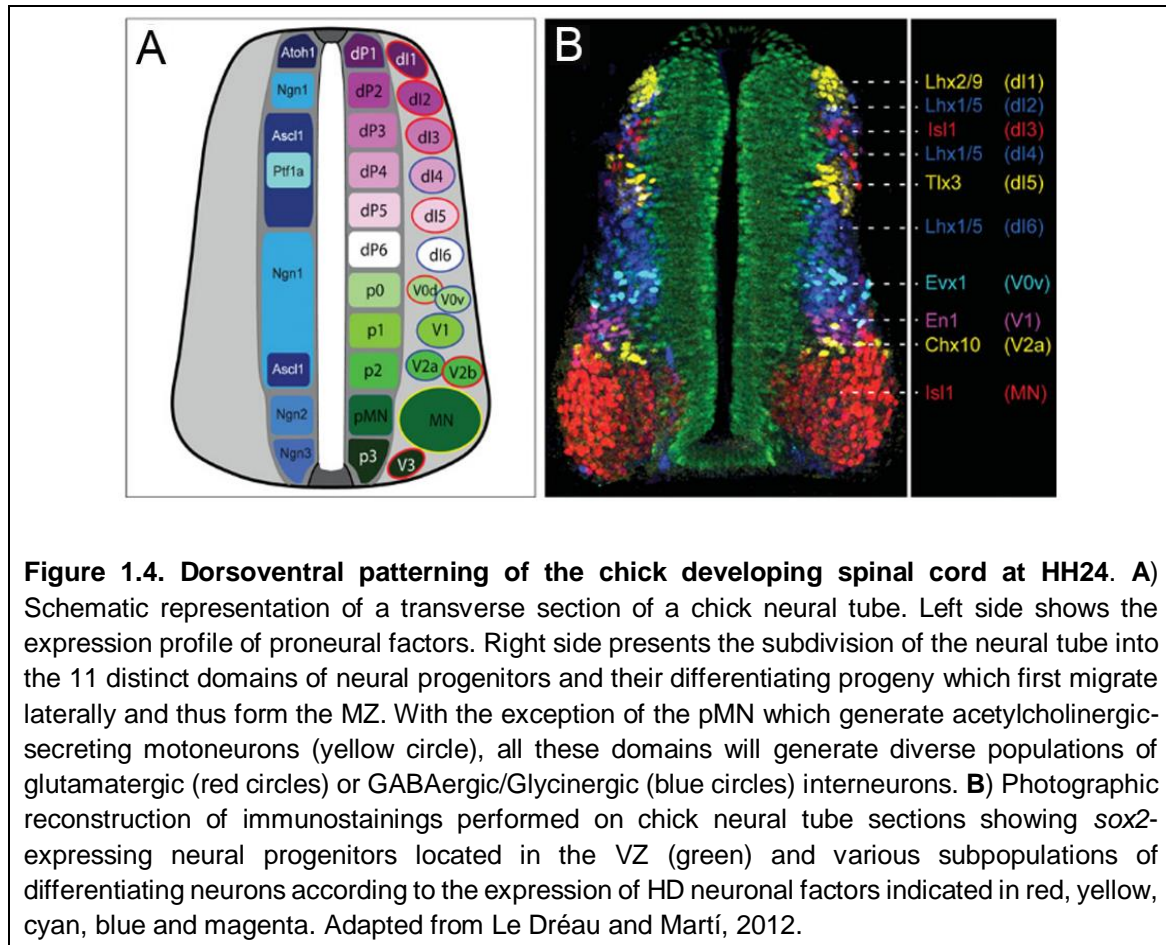 A
Atoh1
Ngn1
Ascl1
Ptf1a
Ngn1
Ascl1
Ngn2
Ngn3
dP1
dP2
dP3
dP4
dP5
dP6
p0
p1
p2
pMN
p3
dI1
dI2
dI3
dI4
dI5
dI6
V0d
V0v
V1
V2a
V2b
MN
V3
B
Lhx2/9 (dI1)
Lhx1/5 (dI2)
Isl1 (dI3)
Lhx1/5 (dI4)
Tlx3 (dI5)
Lhx1/5 (dI6)
Evx1 (V0v)
En1 (V1)
Chx10 (V2a)
Isl1 (MN)
Figure 1.4. Dorsoventral patterning of the chick developing spinal cord at HH24. A)
Schematic representation of a transverse section of a chick neural tube. Left side shows the
expression profile of proneural factors. Right side presents the subdivision of the neural tube into
the 11 distinct domains of neural progenitors and their differentiating progeny which first migrate
laterally and thus form the MZ. With the exception of the pMN which generate acetylcholinergic-
secreting motoneurons (yellow circle), all these domains will generate diverse populations of
glutamatergic (red circles) or GABAergic/Glycinergic (blue circles) interneurons. B) Photographic
reconstruction of immunostainings performed on chick neural tube sections showing sox2-
expressing neural progenitors located in the VZ (green) and various subpopulations of
differentiating neurons according to the expression of HD neuronal factors indicated in red, yellow,
cyan, blue and magenta. Adapted from Le Dréau and Martí, 2012.